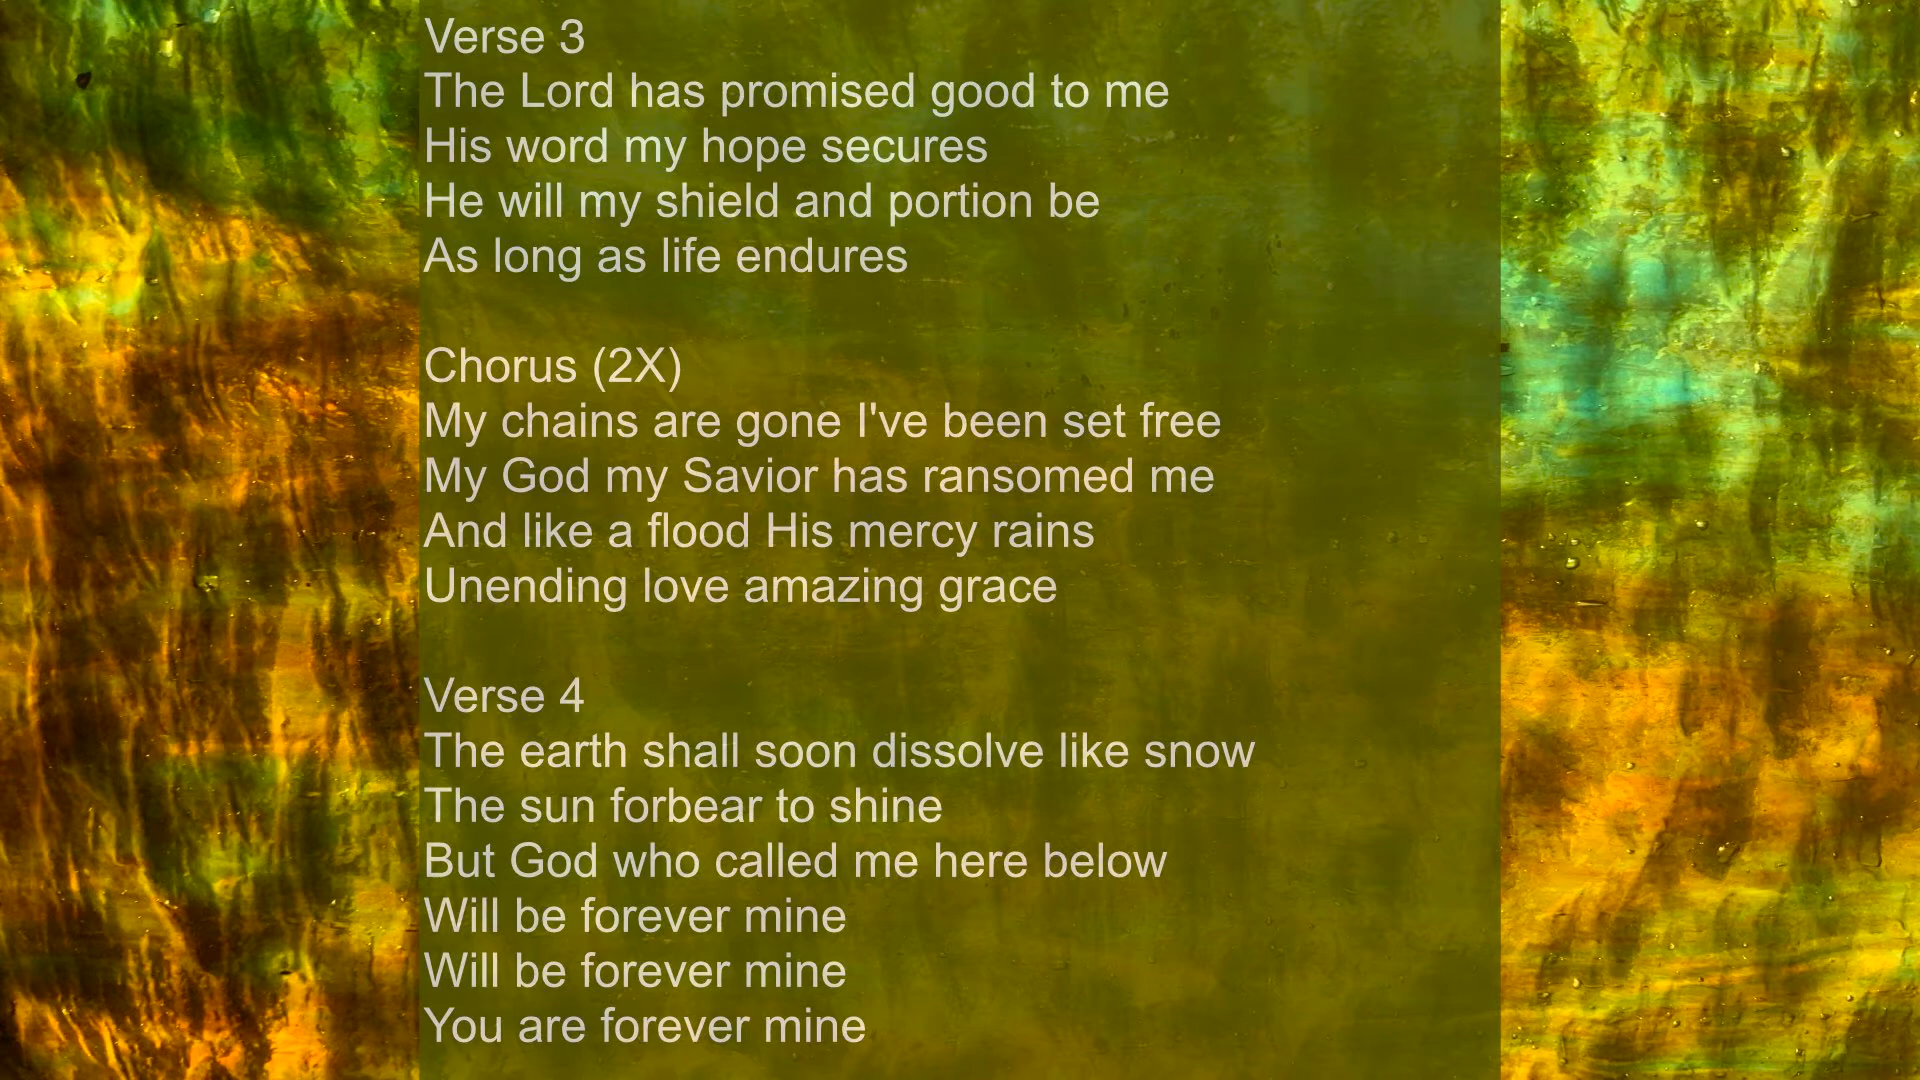 Verse 3
The Lord has promised good to me
His word my hope secures
He will my shield and portion be
As long as life endures
Chorus (2X)
My chains are gone I've been set free
My God my Savior has ransomed me
And like a flood His mercy rains
Unending love amazing grace
Verse 4
The earth shall soon dissolve like snow
The sun forbear to shine
But God who called me here below
Will be forever mine
Will be forever mine
You are forever mine